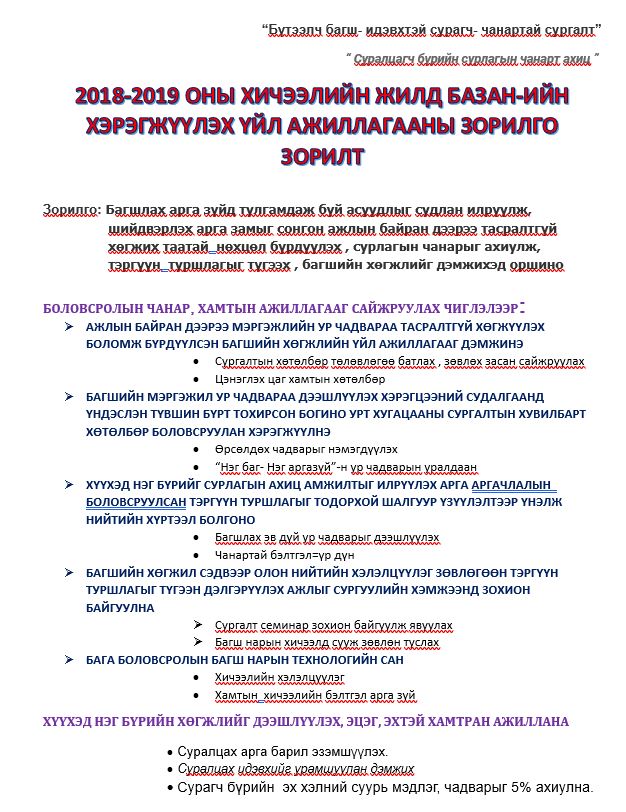 “Бүтээлч багш- идэвхтэй сурагч- чанартай сургалт”
“ Суралцагч бүрийн сурлагын чанарт ахиц ”
2018-2019 ОНЫ ХИЧЭЭЛИЙН ЖИЛД БАЗАН-ИЙН
ХЭРЭГЖҮҮЛЭХ ҮЙЛ АЖИЛЛАГААНЫ ЗОРИЛГО
ЗОРИЛТ
Зорилго: Багшлах арга зүйд тулгамдаж буй асуудлыг судлан илрүүлж,
шийдвэрлэх арга замыг сонгон ажлын байран дээрээ тасралтгүй
хөгжих таатай нөхцөл бүрдүүлэх , сурлагын чанарыг ахиулж,
тэргүүн туршлагыг түгээх , багшийн хөгжлийг дэмжихэд оршино
БОЛОВСРОЛЫН ЧАНАР, ХАМТЫН АЖИЛЛАГААГ САЙЖРУУЛАХ ЧИГЛЭЛЭЭР:
➢ АЖЛЫН БАЙРАН ДЭЭРЭЭ МЭРГЭЖЛИЙН УР ЧАДВАРАА ТАСРАЛТГҮЙ ХӨГЖҮҮЛЭХ
БОЛОМЖ БҮРДҮҮЛСЭН БАГШИЙН ХӨГЖЛИЙН ҮЙЛ АЖИЛЛАГААГ ДЭМЖИНЭ
• Сургалтын хөтөлбөр төлөвлөгөө батлах , зөвлөх засан сайжруулах
• Цэнэглэх цаг хамтын хөтөлбөр
➢ БАГШИЙН МЭРГЭЖИЛ УР ЧАДВАРАА ДЭЭШЛҮҮЛЭХ ХЭРЭГЦЭЭНИЙ СУДАЛГААНД
ҮНДЭСЛЭН ТҮВШИН БҮРТ ТОХИРСОН БОГИНО УРТ ХУГАЦААНЫ СУРГАЛТЫН ХУВИЛБАРТ
ХӨТӨЛБӨР БОЛОВСРУУЛАН ХЭРЭГЖҮҮЛНЭ
• Өрсөлдөх чадварыг нэмэгдүүлэх
• “Нэг баг- Нэг аргазүй”-н ур чадварын уралдаан
➢ ХҮҮХЭД НЭГ БҮРИЙГ СУРЛАГЫН АХИЦ АМЖИЛТЫГ ИЛРҮҮЛЭХ АРГА АРГАЧЛАЛЫН
БОЛОВСРУУЛСАН ТЭРГҮҮН ТУРШЛАГЫГ ТОДОРХОЙ ШАЛГУУР ҮЗҮҮЛЭЛТЭЭР ҮНЭЛЖ
НИЙТИЙН ХҮРТЭЭЛ БОЛГОНО
• Багшлах эв дүй ур чадварыг дээшлүүлэх
• Чанартай бэлтгэл=үр дүн
➢ БАГШИЙН ХӨГЖИЛ СЭДВЭЭР ОЛОН НИЙТИЙН ХЭЛЭЛЦҮҮЛЭГ ЗӨВЛӨГӨӨН ТЭРГҮҮН
ТУРШЛАГЫГ ТҮГЭЭН ДЭЛГЭРҮҮЛЭХ АЖЛЫГ СУРГУУЛИЙН ХЭМЖЭЭНД ЗОХИОН
БАЙГУУЛНА
➢ Сургалт семинар зохион байгуулж явуулах
➢ Багш нарын хичээлд сууж зөвлөн туслах
➢ БАГА БОЛОВСРОЛЫН БАГШ НАРЫН ТЕХНОЛОГИЙН САН
• Хичээлийн хэлэлцүүлэг
• Хамтын хичээлийн бэлтгэл арга зүй
ХҮҮХЭД НЭГ БҮРИЙН ХӨГЖЛИЙГ ДЭЭШЛҮҮЛЭХ, ЭЦЭГ, ЭХТЭЙ ХАМТРАН АЖИЛЛАНА
• Суралцах арга барил эзэмшүүлэх.
• Суралцах идэвхийг урамшуулан дэмжих
• Сурагч бүрийн эх хэлний суурь мэдлэг, чадварыг 5% ахиулна.